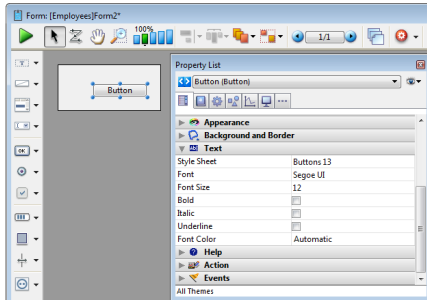 Form: [Employees]Form2*
100%
1/1
Button
Property List
Button (Button)
Appearance
Background and Border
Text
Style Sheet Buttons 13
Font Segoe UI
Font Size 12
Bold
Italic
Underline
Font Color Automatic
Help
Action
Events
All Themes